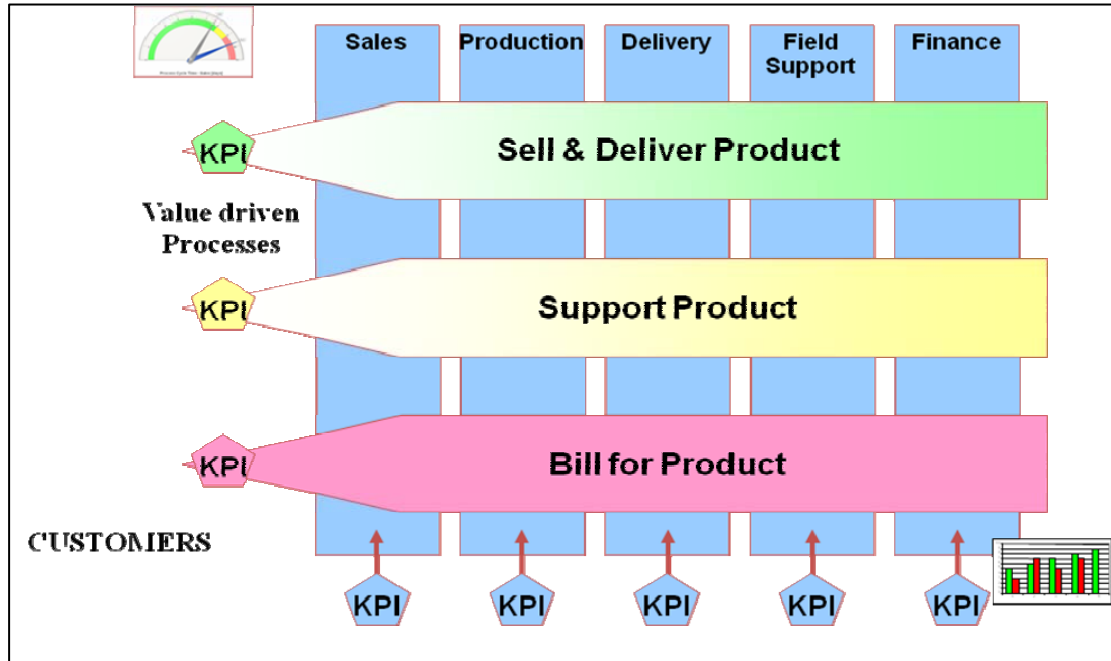 Sales
Production
Delivery
Field
Support
Finance
KPI
Sell & Deliver Product
Value driven
Processes
KPI
Support Product
KPI
Bill for Product
CUSTOMERS
KPI
KPI
KPI
KPI
KPI